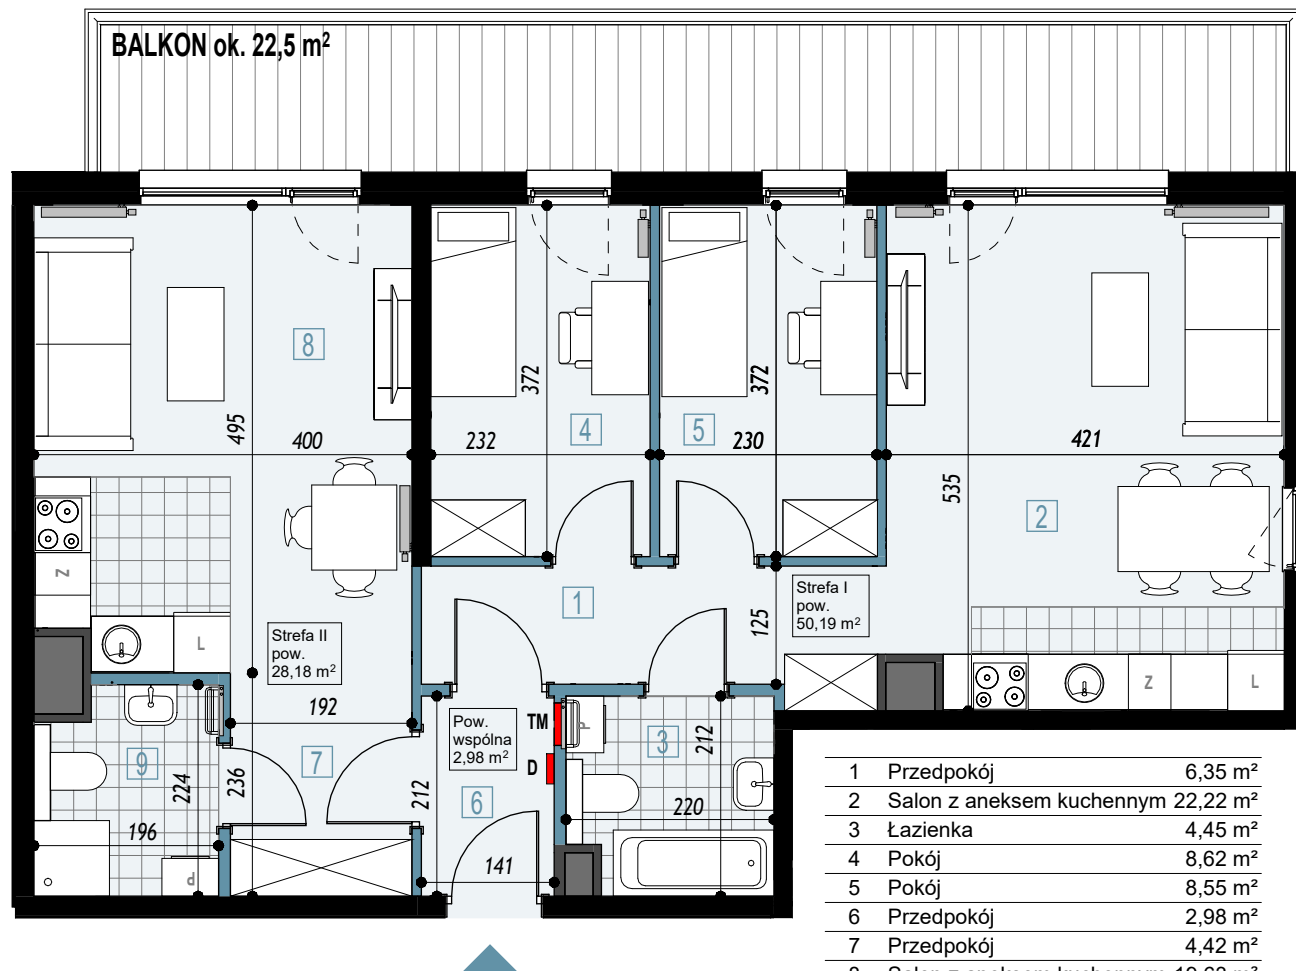 BALKON ok. 22,5 m²
8
4
5
2
495
400
372
232
372
230
421
535
Z
L
1
Strefa I
pow.
50,19 m²
125
Strefa II
pow.
28,18 m²
192
Z
L
9
224
236
196
P
7
212
Pow.
wspólna
2,98 m²
TM
D
6
141
P
3
212
220
1 Przedpokój 6,35 m²
2 Salon z aneksem kuchennym 22,22 m²
3 Łazienka 4,45 m²
4 Pokój 8,62 m²
5 Pokój 8,55 m²
6 Przedpokój 2,98 m²
7 Przedpokój 4,42 m²